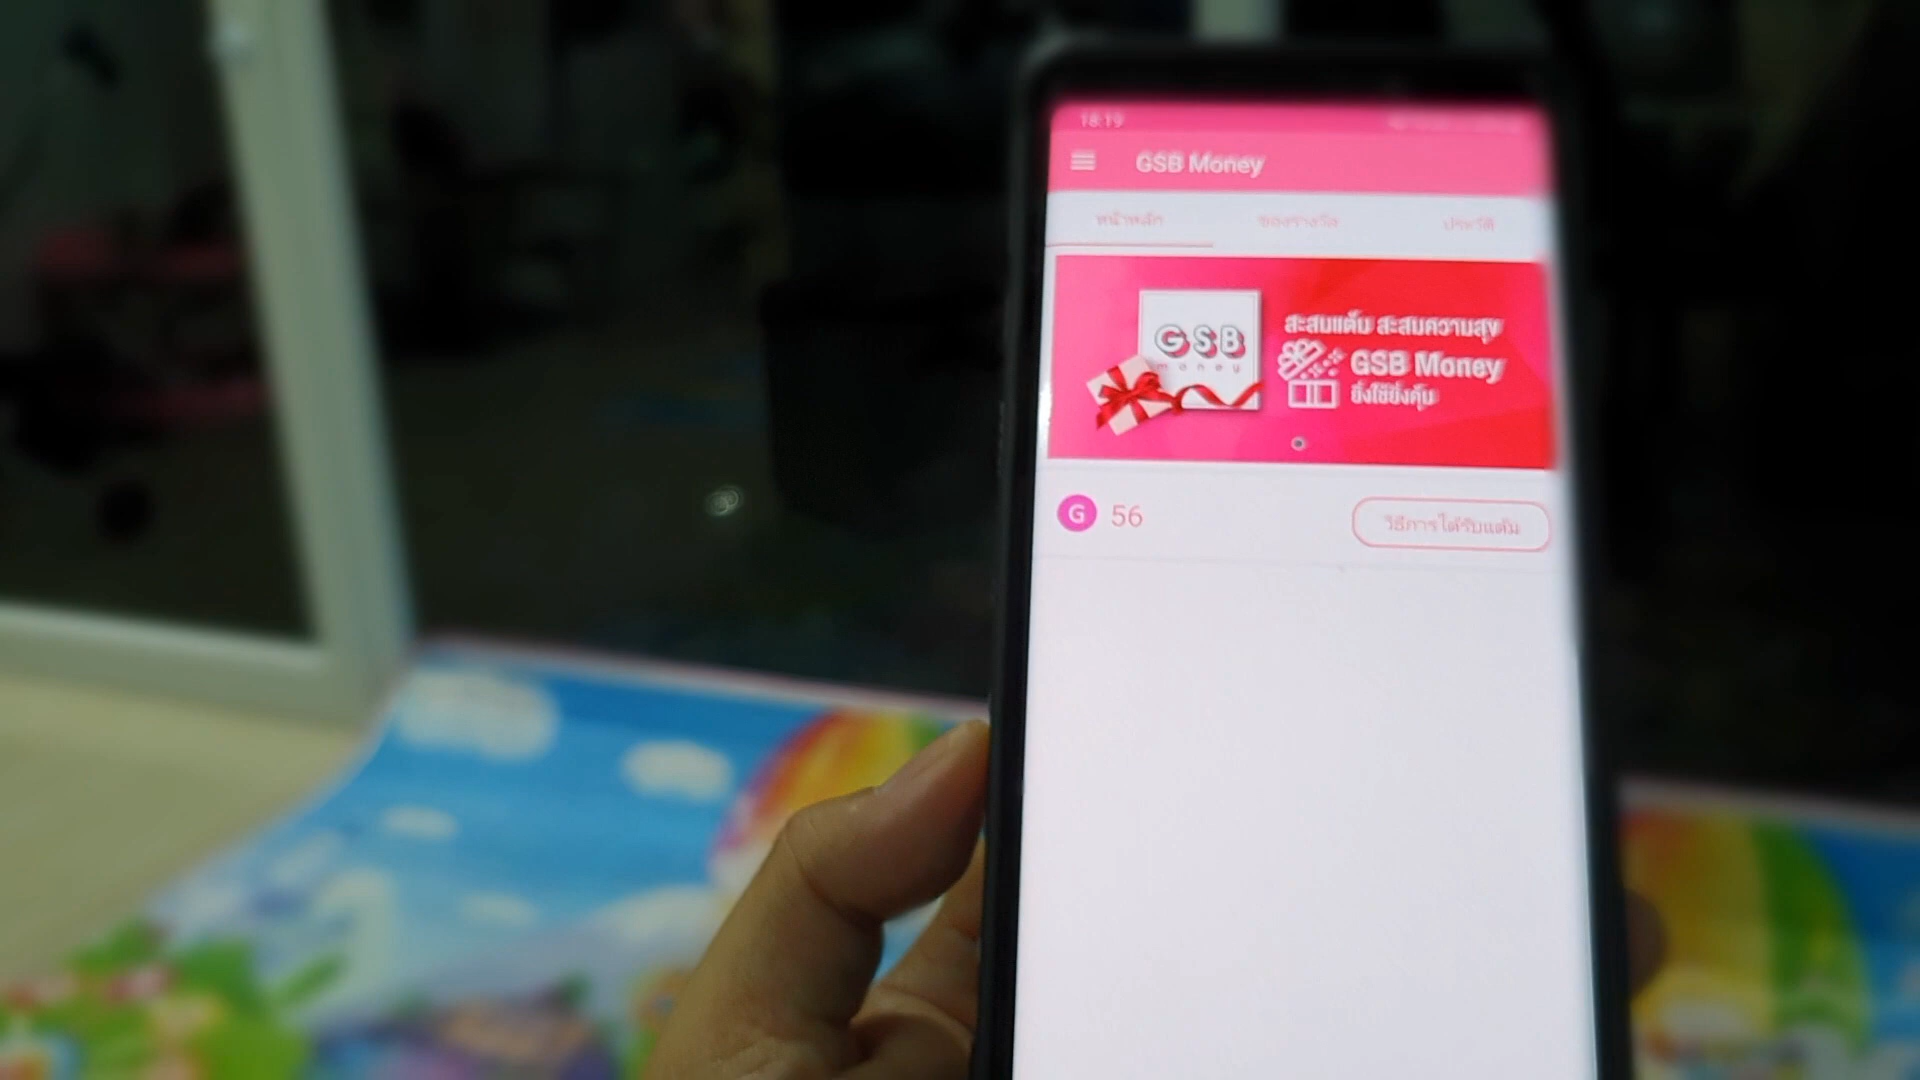 18:19
GSB Money
หน้าหลัก ของรางวัล ประวัติ
GSB
money
สะสมแต้ม สะสมความสุข
GSB Money
ยิ่งใช้ยิ่งคุ้ม
G 56
วิธีการได้รับแต้ม